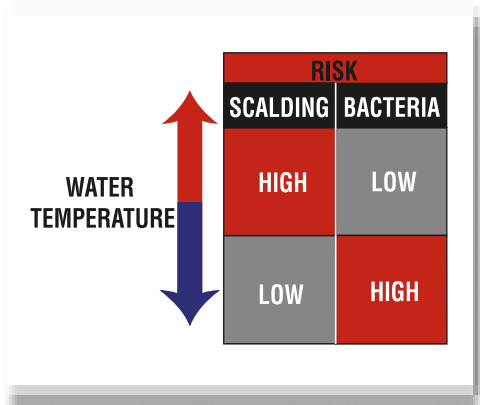 RISK
SCALDING BACTERIA
HIGH LOW
WATER
TEMPERATURE
LOW HIGH